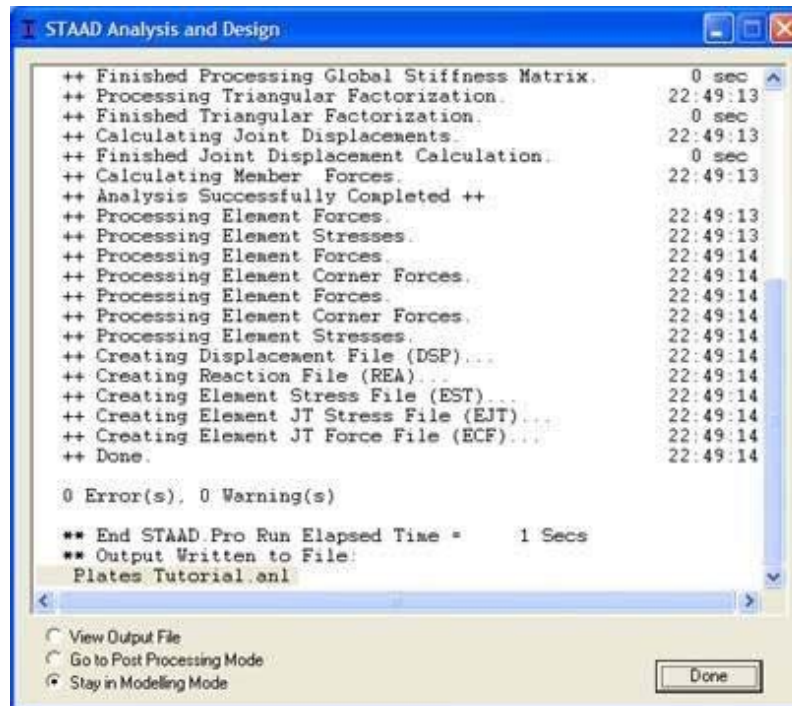 STAAD Analysis and Design
++ Finished Processing Global Stiffness Matrix. 0 sec
++ Processing Triangular Factorization. 22:49:13
++ Finished Triangular Factorization. 0 sec
++ Calculating Joint Displacements. 22:49:13
++ Finished Joint Displacement Calculation. 0 sec
++ Calculating Member Forces. 22:49:13
++ Analysis Successfully Completed ++
++ Processing Element Forces. 22:49:13
++ Processing Element Stresses. 22:49:13
++ Processing Element Forces. 22:49:14
++ Processing Element Corner Forces. 22:49:14
++ Processing Element Forces. 22:49:14
++ Processing Element Corner Forces. 22:49:14
++ Processing Element Stresses. 22:49:14
++ Creating Displacement File (DSP)... 22:49:14
++ Creating Reaction File (REA)... 22:49:14
++ Creating Element Stress File (EST)... 22:49:14
++ Creating Element JT Stress File (EJT)... 22:49:14
++ Creating Element JT Force File (ECF)... 22:49:14
++ Done. 22:49:14
0 Error(s), 0 Warning(s)
** End STAAD.Pro Run Elapsed Time = 1 Secs
** Output Written to File:
Plates Tutorial.anl
View Output File
Go to Post Processing Mode
Stay in Modelling Mode
Done